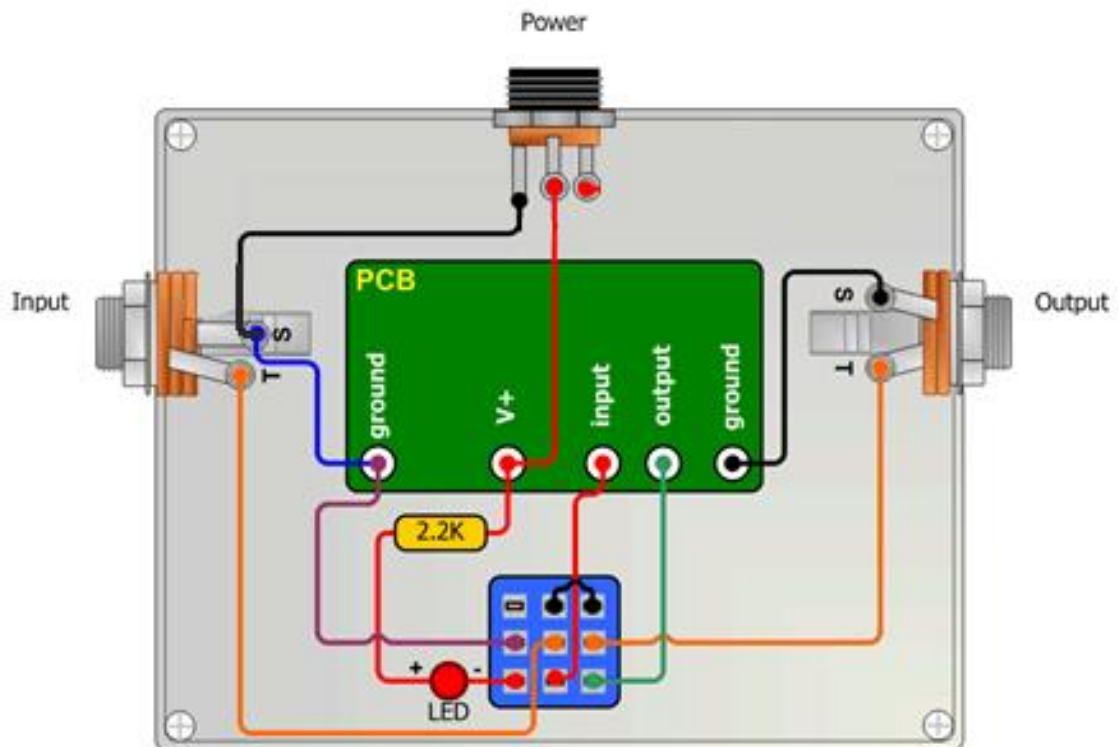 Power
PCB
Input
S
T
ground
V+
input
output
ground
S
T
Output
2.2K
+
-
LED